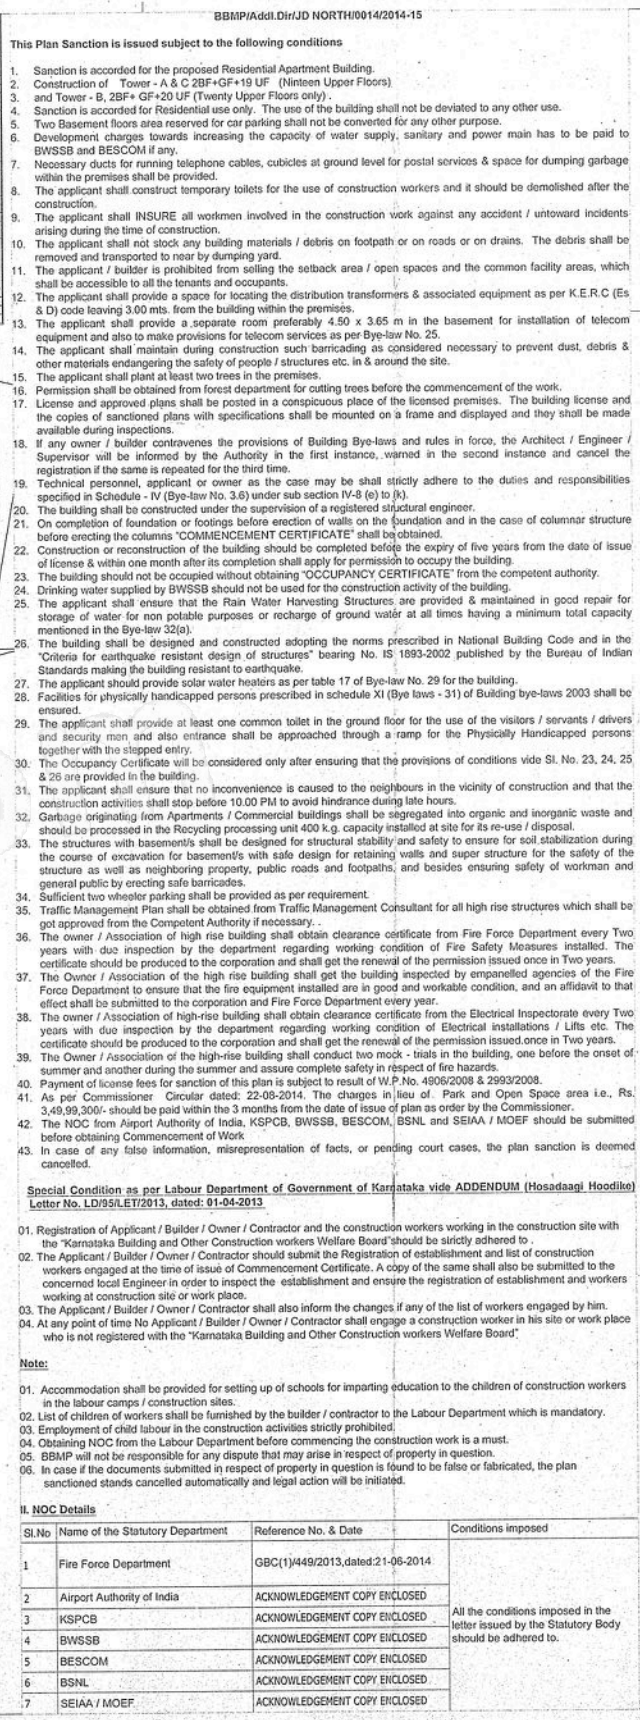 BBMP/Addl.Dir/JD NORTH/0014/2014-15
This Plan Sanction is issued subject to the following conditions
1. Sanction is accorded for the proposed Residential Apartment Building.
2. Construction of Tower - A & C 2BF+GF+19 UF (Ninteen Upper Floors)
3. and Tower - B, 2BF+ GF+20 UF (Twenty Upper Floors only) .
4. Sanction is accorded for Residential use only. The use of the building shall not be deviated to any other use.
5. Two Basement floors area reserved for car parking shall not be converted for any other purpose.
6. Development charges towards increasing the capacity of water supply, sanitary and power main has to be paid to
BWSSB and BESCOM if any.
7. Necessary ducts for running telephone cables, cubicles at ground level for postal services & space for dumping garbage
within the premises shall be provided.
8. The applicant shall construct temporary toilets for the use of construction workers and it should be demolished after the
construction.
9. The applicant shall INSURE all workmen involved in the construction work against any accident / untoward incidents
arising during the time of construction.
10. The applicant shall not stock any building materials / debris on footpath or on roads or on drains. The debris shall be
removed and transported to near by dumping yard.
11. The applicant / builder is prohibited from selling the setback area / open spaces and the common facility areas, which
shall be accessible to all the tenants and occupants.
12. The applicant shall provide a space for locating the distribution transformers & associated equipment as per K.E.R.C (Es
& D) code leaving 3.00 mts. from the building within the premises.
13. The applicant shall provide a separate room preferably 4.50 x 3.65 m in the basement for installation of telecom
equipment and also to make provisions for telecom services as per Bye-law No. 25.
14. The applicant shall maintain during construction such barricading as considered necessary to prevent dust, debris &
other materials endangering the safety of people / structures etc. in & around the site.
15. The applicant shall plant at least two trees in the premises.
16. Permission shall be obtained from forest department for cutting trees before the commencement of the work.
17. License and approved plans shall be posted in a conspicuous place of the licensed premises. The building license and
the copies of sanctioned plans with specifications shall be mounted on a frame and displayed and they shall be made
available during inspections.
18. If any owner / builder contravenes the provisions of Building Bye-laws and rules in force, the Architect / Engineer /
Supervisor will be informed by the Authority in the first instance, warned in the second instance and cancel the
registration if the same is repeated for the third time.
19. Technical personnel, applicant or owner as the case may be shall strictly adhere to the duties and responsibilities
specified in Schedule - IV (Bye-law No. 3.6) under sub section IV-8 (e) to (k).
20. The building shall be constructed under the supervision of a registered structural engineer.
21. On completion of foundation or footings before erection of walls on the foundation and in the case of columnar structure
before erecting the columns "COMMENCEMENT CERTIFICATE" shall be obtained.
22. Construction or reconstruction of the building should be completed before the expiry of five years from the date of issue
of license & within one month after its completion shall apply for permission to occupy the building.
23. The building should not be occupied without obtaining "OCCUPANCY CERTIFICATE" from the competent authority.
24. Drinking water supplied by BWSSB should not be used for the construction activity of the building.
25. The applicant shall ensure that the Rain Water Harvesting Structures are provided & maintained in good repair for
storage of water for non potable purposes or recharge of ground water at all times having a minimum total capacity
mentioned in the Bye-law 32(a).
26. The building shall be designed and constructed adopting the norms prescribed in National Building Code and in the
"Criteria for earthquake resistant design of structures" bearing No. IS 1893-2002 published by the Bureau of Indian
Standards making the building resistant to earthquake.
27. The applicant should provide solar water heaters as per table 17 of Bye-law No. 29 for the building.
28. Facilities for physically handicapped persons prescribed in schedule XI (Bye laws - 31) of Building bye-laws 2003 shall be
ensured.
29. The applicant shall provide at least one common toilet in the ground floor for the use of the visitors / servants / drivers
and security men and also entrance shall be approached through a ramp for the Physically Handicapped persons
together with the stepped entry.
30. The Occupancy Certificate will be considered only after ensuring that the provisions of conditions vide Sl. No. 23, 24, 25
& 26 are provided in the building.
31. The applicant shall ensure that no inconvenience is caused to the neighbours in the vicinity of construction and that the
construction activities shall stop before 10.00 PM to avoid hindrance during late hours.
32. Garbage originating from Apartments / Commercial buildings shall be segregated into organic and inorganic waste and
should be processed in the Recycling processing unit 400 k.g. capacity installed at site for its re-use / disposal.
33. The structures with basement/s shall be designed for structural stability and safety to ensure for soil stabilization during
the course of excavation for basement/s with safe design for retaining walls and super structure for the safety of the
structure as well as neighboring property, public roads and footpaths, and besides ensuring safety of workman and
general public by erecting safe barricades.
34. Sufficient two wheeler parking shall be provided as per requirement.
35. Traffic Management Plan shall be obtained from Traffic Management Consultant for all high rise structures which shall be
got approved from the Competent Authority if necessary. .
36. The owner / Association of high rise building shall obtain clearance certificate from Fire Force Department every Two
years with due inspection by the department regarding working condition of Fire Safety Measures installed. The
certificate should be produced to the corporation and shall get the renewal of the permission issued once in Two years.
37. The Owner / Association of the high rise building shall get the building inspected by empanelled agencies of the Fire
Force Department to ensure that the fire equipment installed are in good and workable condition, and an affidavit to that
effect shall be submitted to the corporation and Fire Force Department every year.
38. The owner / Association of high-rise building shall obtain clearance certificate from the Electrical Inspectorate every Two
years with due inspection by the department regarding working condition of Electrical installations / Lifts etc. The
certificate should be produced to the corporation and shall get the renewal of the permission issued.once in Two years.
39. The Owner / Association of the high-rise building shall conduct two mock - trials in the building, one before the onset of
summer and another during the summer and assure complete safety in respect of fire hazards.
40. Payment of license fees for sanction of this plan is subject to result of W.P.No. 4906/2008 & 2993/2008.
41. As per Commissioner Circular dated: 22-08-2014. The charges in lieu of Park and Open Space area i.e., Rs.
3,49,99,300/- should be paid within the 3 months from the date of issue of plan as order by the Commissioner.
42. The NOC from Airport Authority of India, KSPCB, BWSSB, BESCOM, BSNL and SEIAA / MOEF should be submitted
before obtaining Commencement of Work
43. In case of any false information, misrepresentation of facts, or pending court cases, the plan sanction is deemed
cancelled.
Special Condition as per Labour Department of Government of Karnataka vide ADDENDUM (Hosadaagi Hoodike)
Letter No. LD/95/LET/2013, dated: 01-04-2013
01. Registration of Applicant / Builder / Owner / Contractor and the construction workers working in the construction site with
the "Karnataka Building and Other Construction workers Welfare Board"should be strictly adhered to .
02. The Applicant / Builder / Owner / Contractor should submit the Registration of establishment and list of construction
workers engaged at the time of issue of Commencement Certificate. A copy of the same shall also be submitted to the
concerned local Engineer in order to inspect the establishment and ensure the registration of establishment and workers
working at construction site or work place.
03. The Applicant / Builder / Owner / Contractor shall also inform the changes if any of the list of workers engaged by him.
04. At any point of time No Applicant / Builder / Owner / Contractor shall engage a construction worker in his site or work place
who is not registered with the "Karnataka Building and Other Construction workers Welfare Board"
Note:
01. Accommodation shall be provided for setting up of schools for imparting education to the children of construction workers
in the labour camps / construction sites.
02. List of children of workers shall be furnished by the builder / contractor to the Labour Department which is mandatory.
03. Employment of child labour in the construction activities strictly prohibited.
04. Obtaining NOC from the Labour Department before commencing the construction work is a must.
05. BBMP will not be responsible for any dispute that may arise in respect of property in question.
06. In case if the documents submitted in respect of property in question is found to be false or fabricated, the plan
sanctioned stands cancelled automatically and legal action will be initiated.
II. NOC Details
Sl.No Name of the Statutory Department Reference No. & Date Conditions imposed
1 Fire Force Department GBC(1)/449/2013,dated:21-06-2014
2 Airport Authority of India ACKNOWLEDGEMENT COPY ENCLOSED
3 KSPCB ACKNOWLEDGEMENT COPY ENCLOSED
4 BWSSB ACKNOWLEDGEMENT COPY ENCLOSED
5 BESCOM ACKNOWLEDGEMENT COPY ENCLOSED
6 BSNL ACKNOWLEDGEMENT COPY ENCLOSED
7 SEIAA / MOEF ACKNOWLEDGEMENT COPY ENCLOSED
All the conditions imposed in the
letter issued by the Statutory Body
should be adhered to.